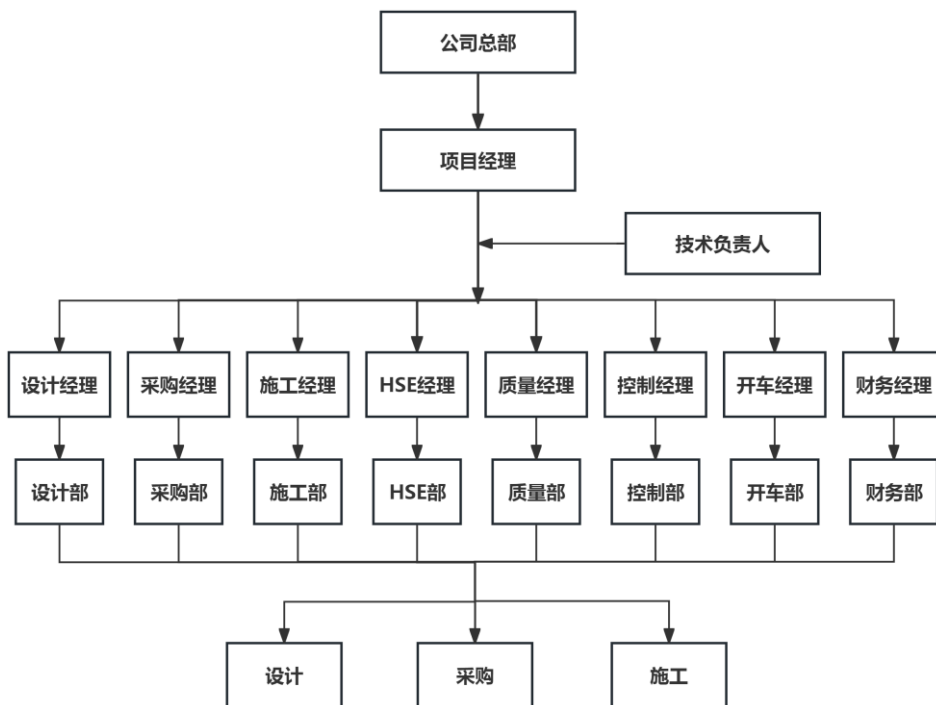 公司总部
项目经理
技术负责人
设计经理 采购经理 施工经理 HSE经理 质量经理 控制经理 开车经理 财务经理
设计部 采购部 施工部 HSE部 质量部 控制部 开车部 财务部
设计 采购 施工